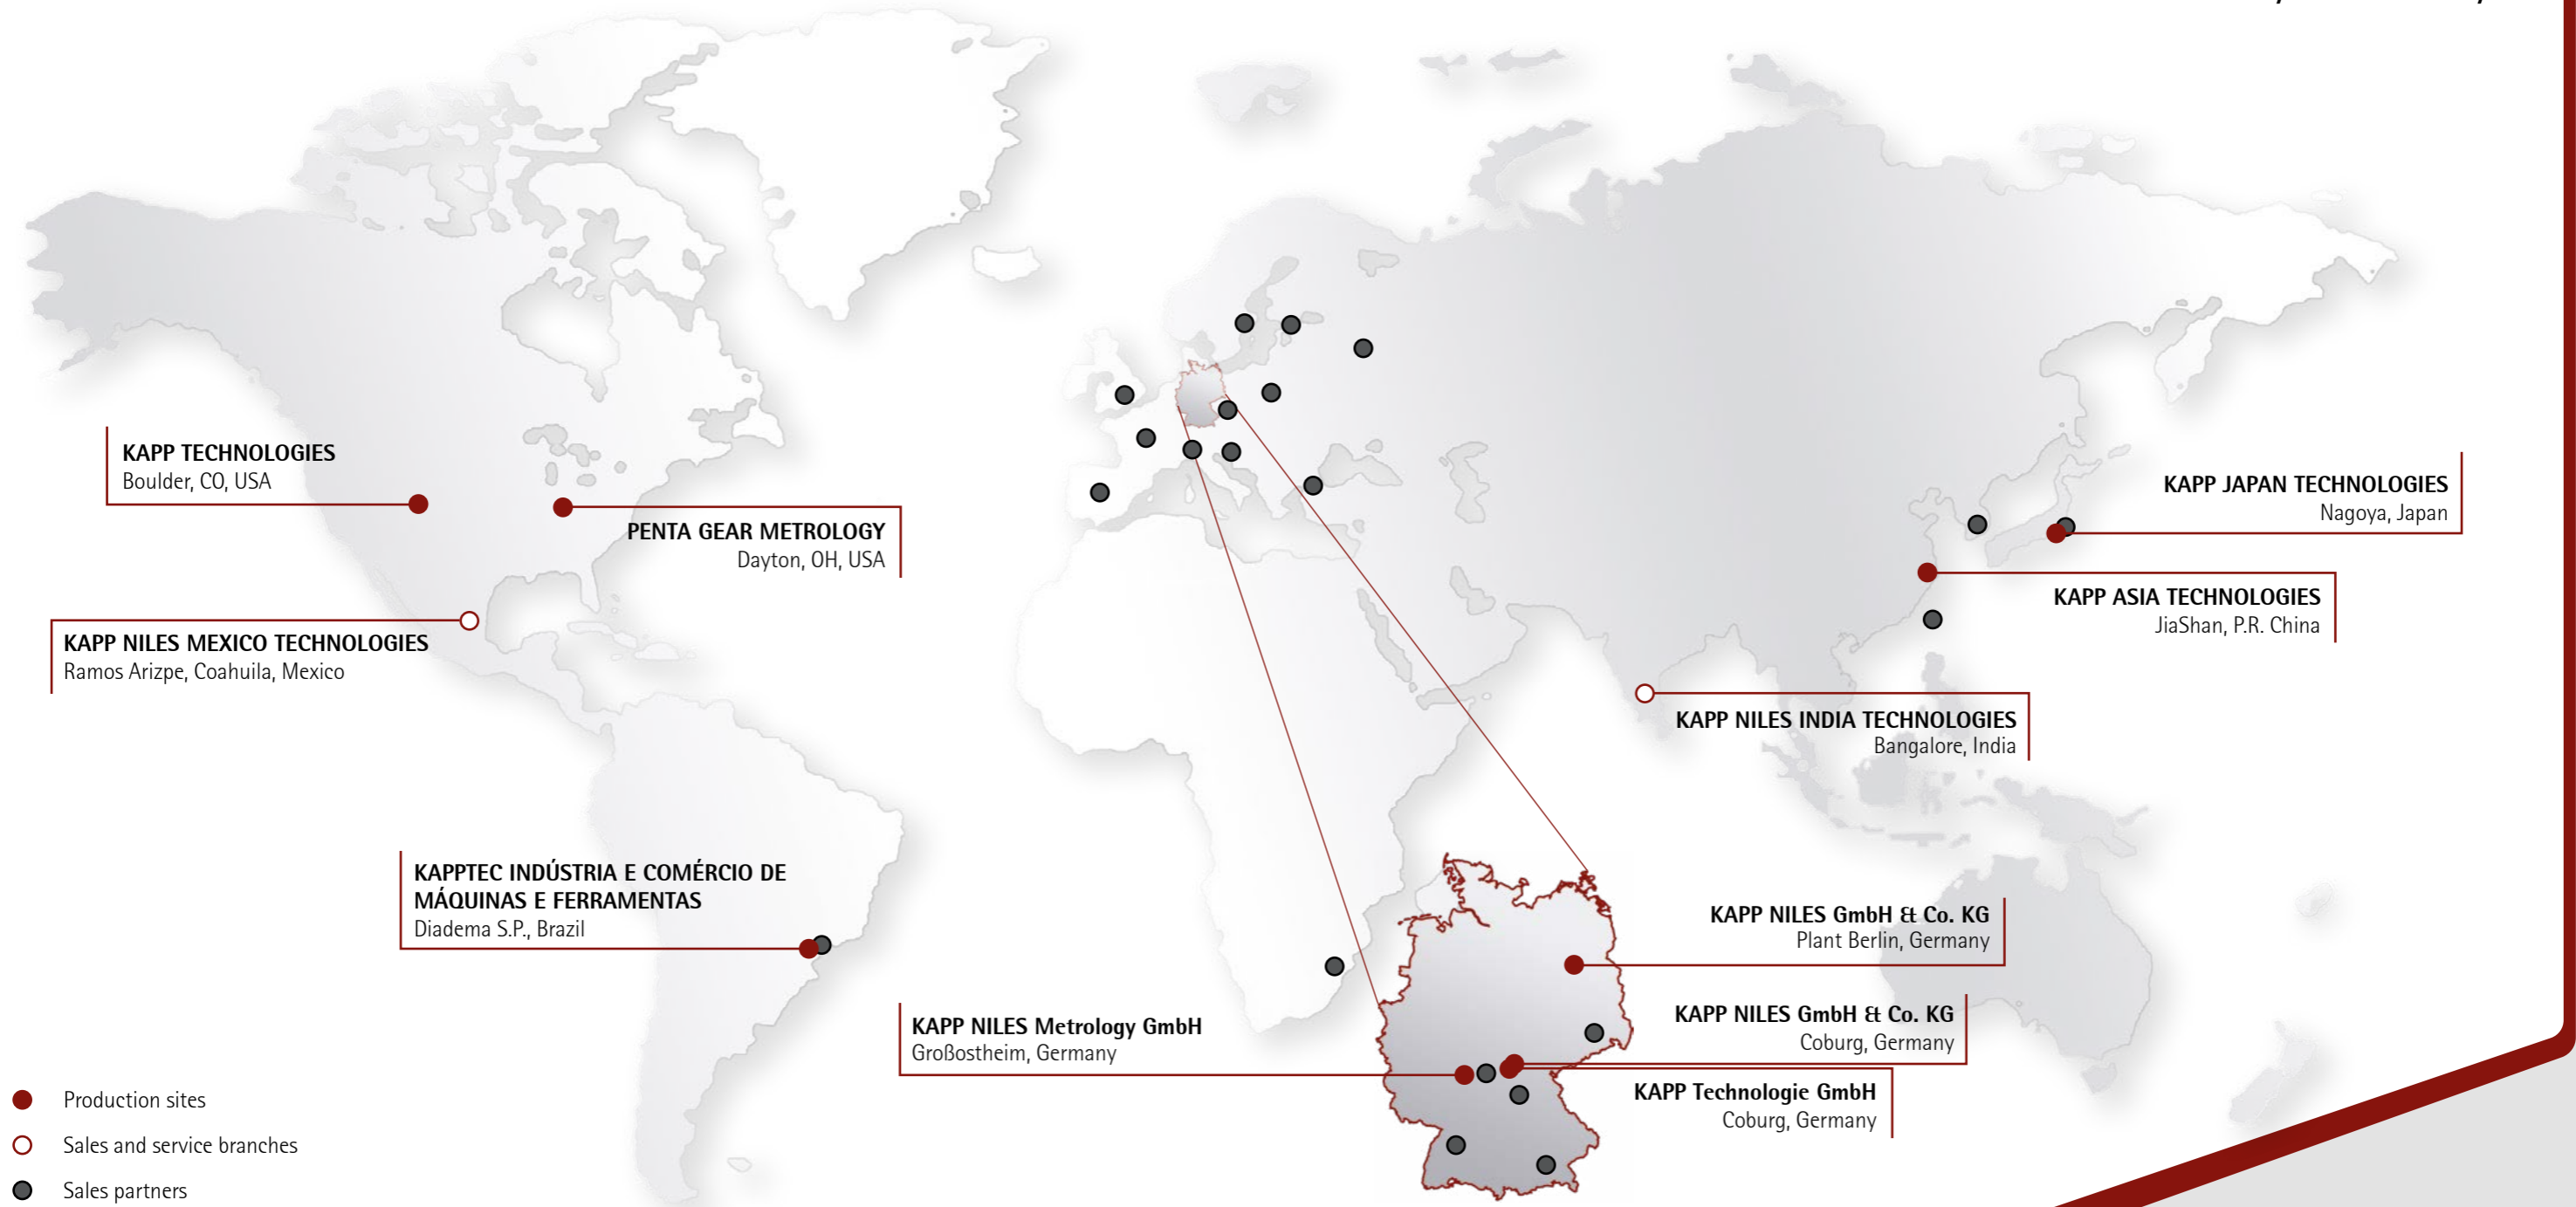 KAPP TECHNOLOGIES
Boulder, CO, USA
PENTA GEAR METROLOGY
Dayton, OH, USA
KAPP NILES MEXICO TECHNOLOGIES
Ramos Arizpe, Coahuila, Mexico
KAPP JAPAN TECHNOLOGIES
Nagoya, Japan
KAPP ASIA TECHNOLOGIES
JiaShan, P.R. China
KAPP NILES INDIA TECHNOLOGIES
Bangalore, India
KAPPTEC INDÚSTRIA E COMÉRCIO DE
MÁQUINAS E FERRAMENTAS
Diadema S.P., Brazil
KAPP NILES GmbH & Co. KG
Plant Berlin, Germany
KAPP NILES GmbH & Co. KG
Coburg, Germany
KAPP NILES Metrology GmbH
Großostheim, Germany
KAPP Technologie GmbH
Coburg, Germany
Production sites
Sales and service branches
Sales partners